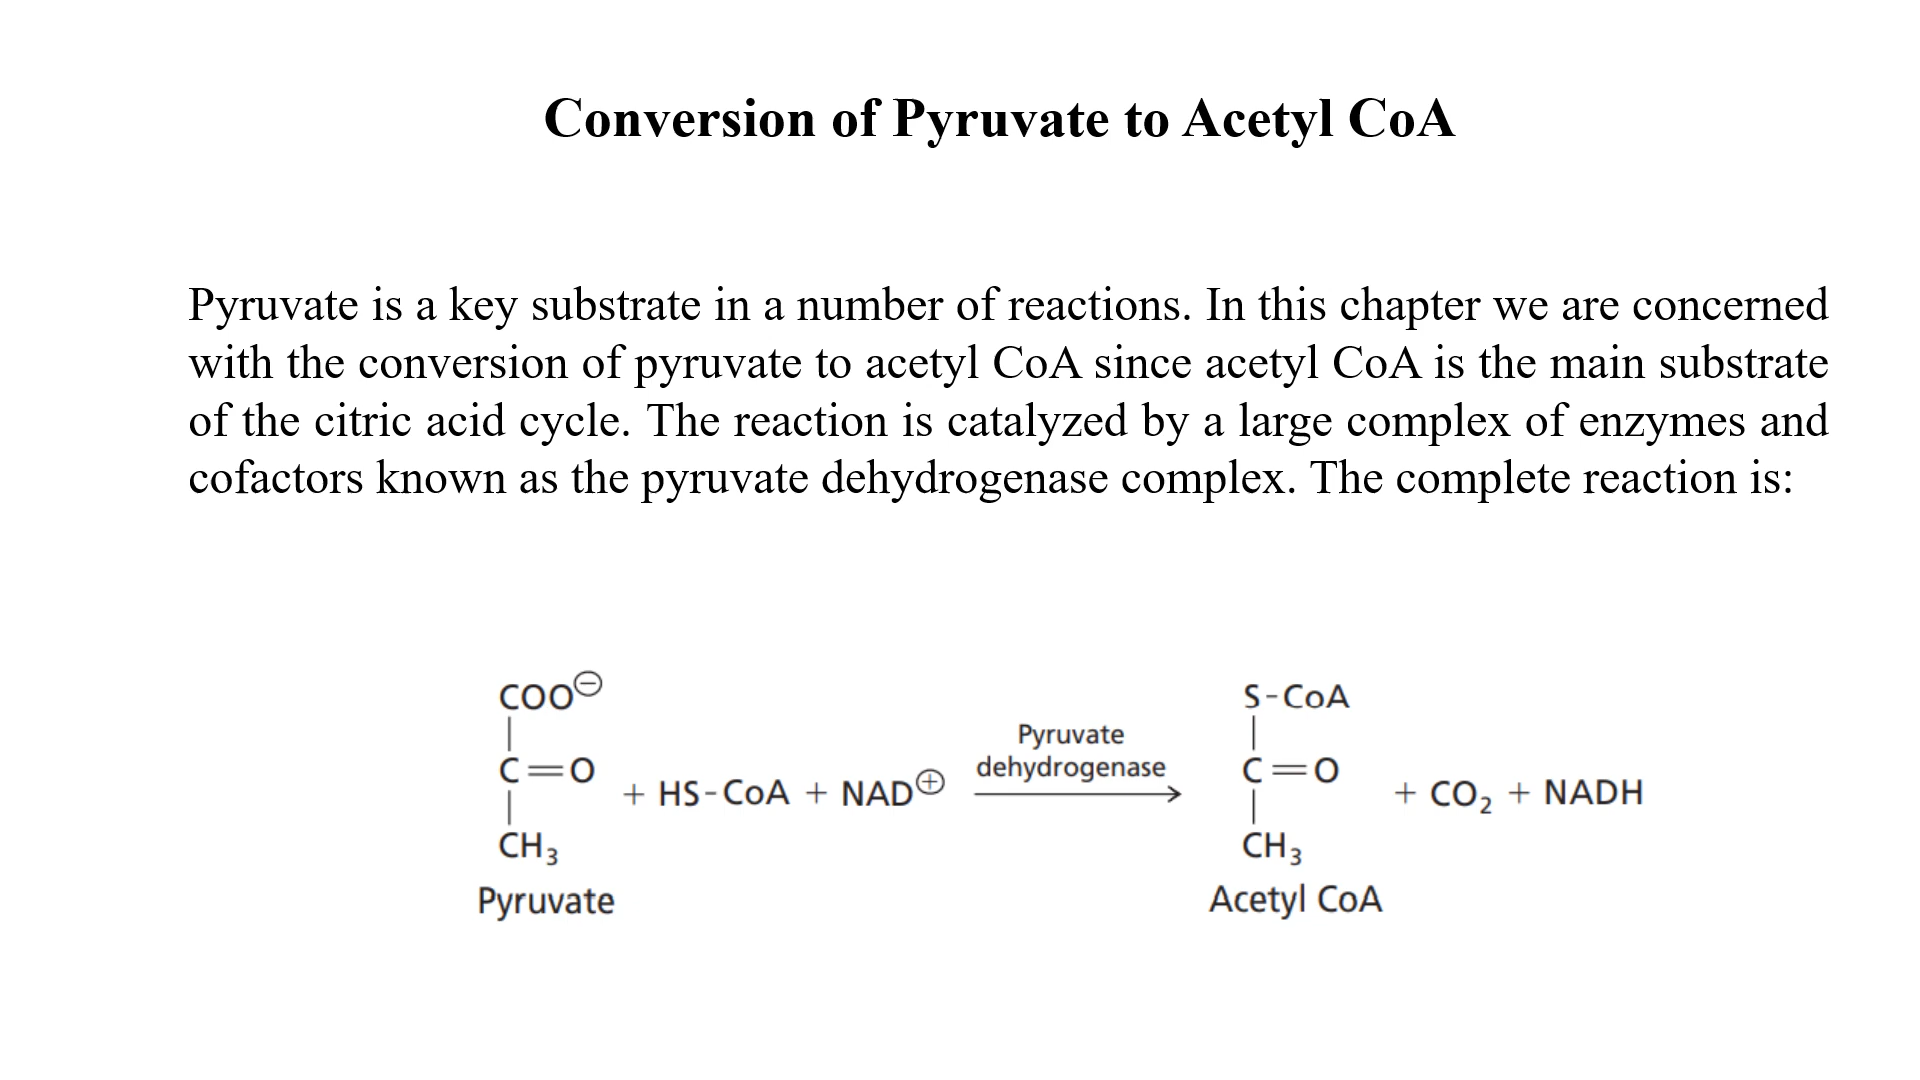 Conversion of Pyruvate to Acetyl CoA
Pyruvate is a key substrate in a number of reactions. In this chapter we are concerned
with the conversion of pyruvate to acetyl CoA since acetyl CoA is the main substrate
of the citric acid cycle. The reaction is catalyzed by a large complex of enzymes and
cofactors known as the pyruvate dehydrogenase complex. The complete reaction is:
COO⊖
C=O
CH₃
Pyruvate
+ HS-CoA + NAD⊕
Pyruvate
dehydrogenase
S-CoA
C=O
CH₃
Acetyl CoA
+ CO₂ + NADH